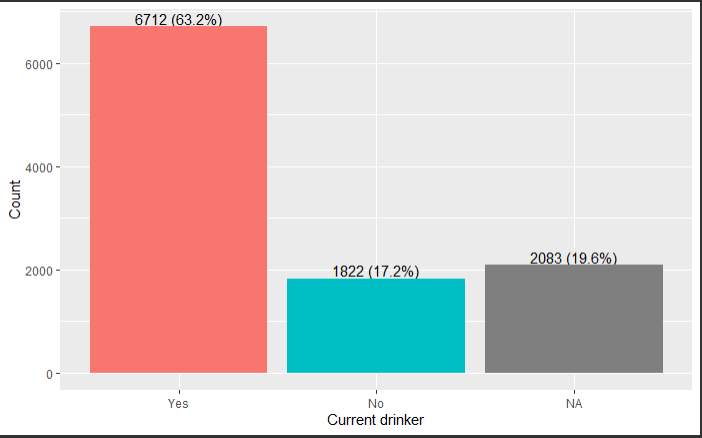 6712 (63.2%)
6000
4000
Count
2083 (19.6%)
1822 (17.2%)
2000
0
Yes No NA
Current drinker